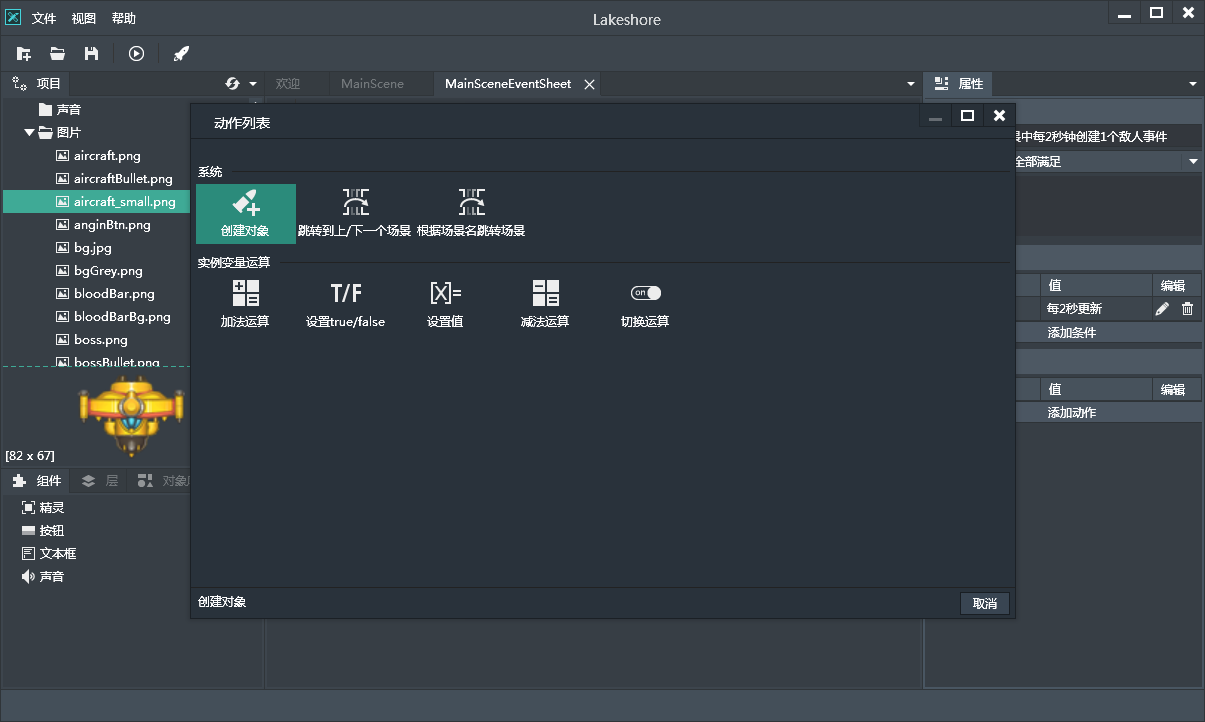 文件 视图 帮助
Lakeshore
项目
欢迎
MainScene
MainSceneEventSheet
属性
声音
图片
aircraft.png
aircraftBullet.png
aircraft_small.png
anginBtn.png
bg.jpg
bgGrey.png
bloodBar.png
bloodBarBg.png
boss.png
bossBullet.png
[82 x 67]
组件
层
对象
精灵
按钮
文本框
声音
动作列表
系统
创建对象
跳转到上/下一个场景
根据场景名跳转场景
实例变量运算
加法运算
T/F
设置true/false
[X]=
设置值
减法运算
ON
切换运算
创建对象
取消
中每2秒钟创建1个敌人事件
全部满足
值
编辑
每2秒更新
添加条件
值
编辑
添加动作